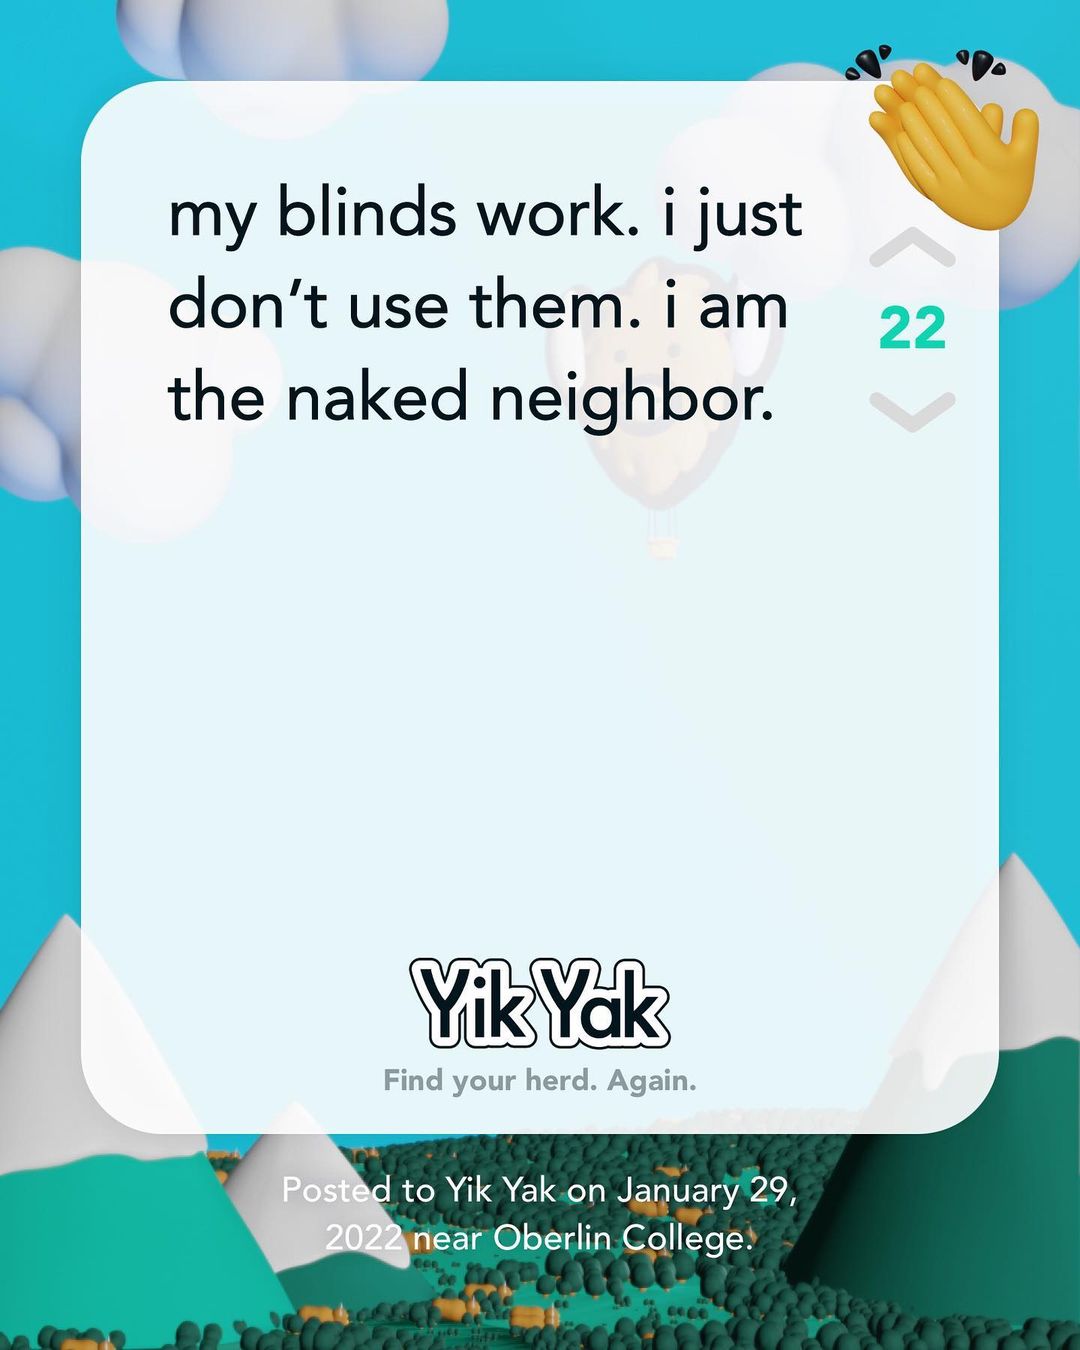 my blinds work. i just
don’t use them. i am
the naked neighbor.
22
Yik Yak
Find your herd. Again.
Posted to Yik Yak on January 29,
2022 near Oberlin College.